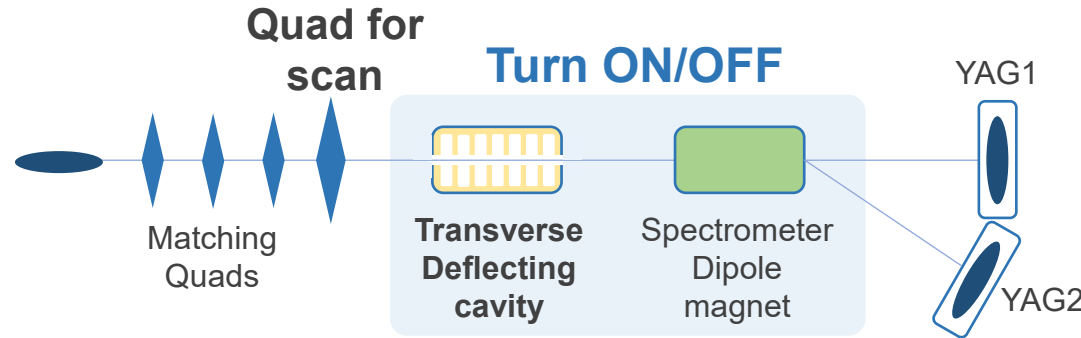 Quad for
scan
Turn ON/OFF
YAG1
Matching
Quads
Transverse
Deflecting
cavity
Spectrometer
Dipole
magnet
YAG2